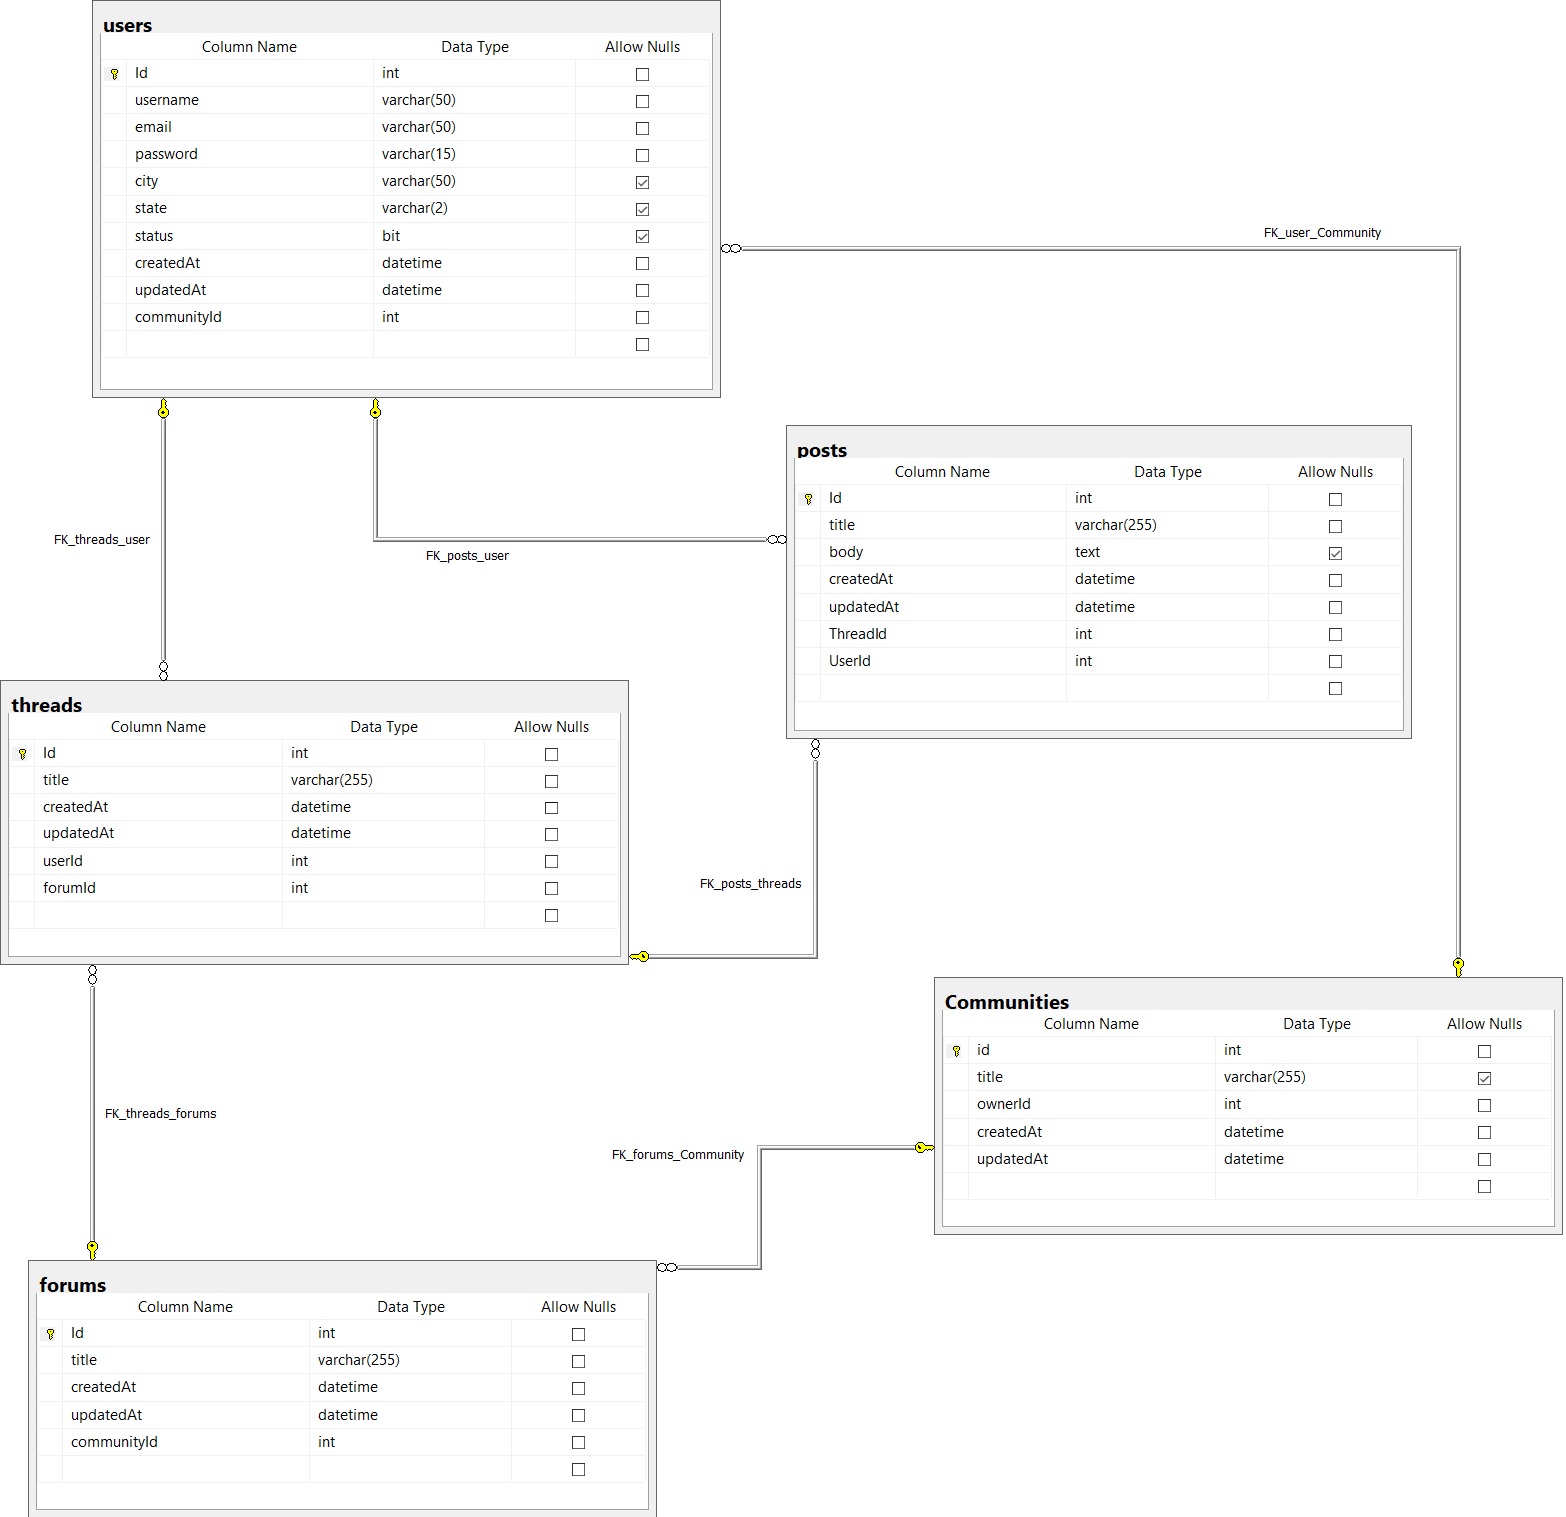 users
Column Name Data Type Allow Nulls
Id int
username varchar(50)
email varchar(50)
password varchar(15)
city varchar(50)
state varchar(2)
status bit
createdAt datetime
updatedAt datetime
communityId int
FK_user_Community
posts
Column Name Data Type Allow Nulls
Id int
title varchar(255)
body text
createdAt datetime
updatedAt datetime
ThreadId int
UserId int
FK_threads_user
FK_posts_user
threads
Column Name Data Type Allow Nulls
Id int
title varchar(255)
createdAt datetime
updatedAt datetime
userId int
forumId int
FK_posts_threads
Communities
Column Name Data Type Allow Nulls
id int
title varchar(255)
ownerId int
createdAt datetime
updatedAt datetime
FK_threads_forums
FK_forums_Community
forums
Column Name Data Type Allow Nulls
Id int
title varchar(255)
createdAt datetime
updatedAt datetime
communityId int